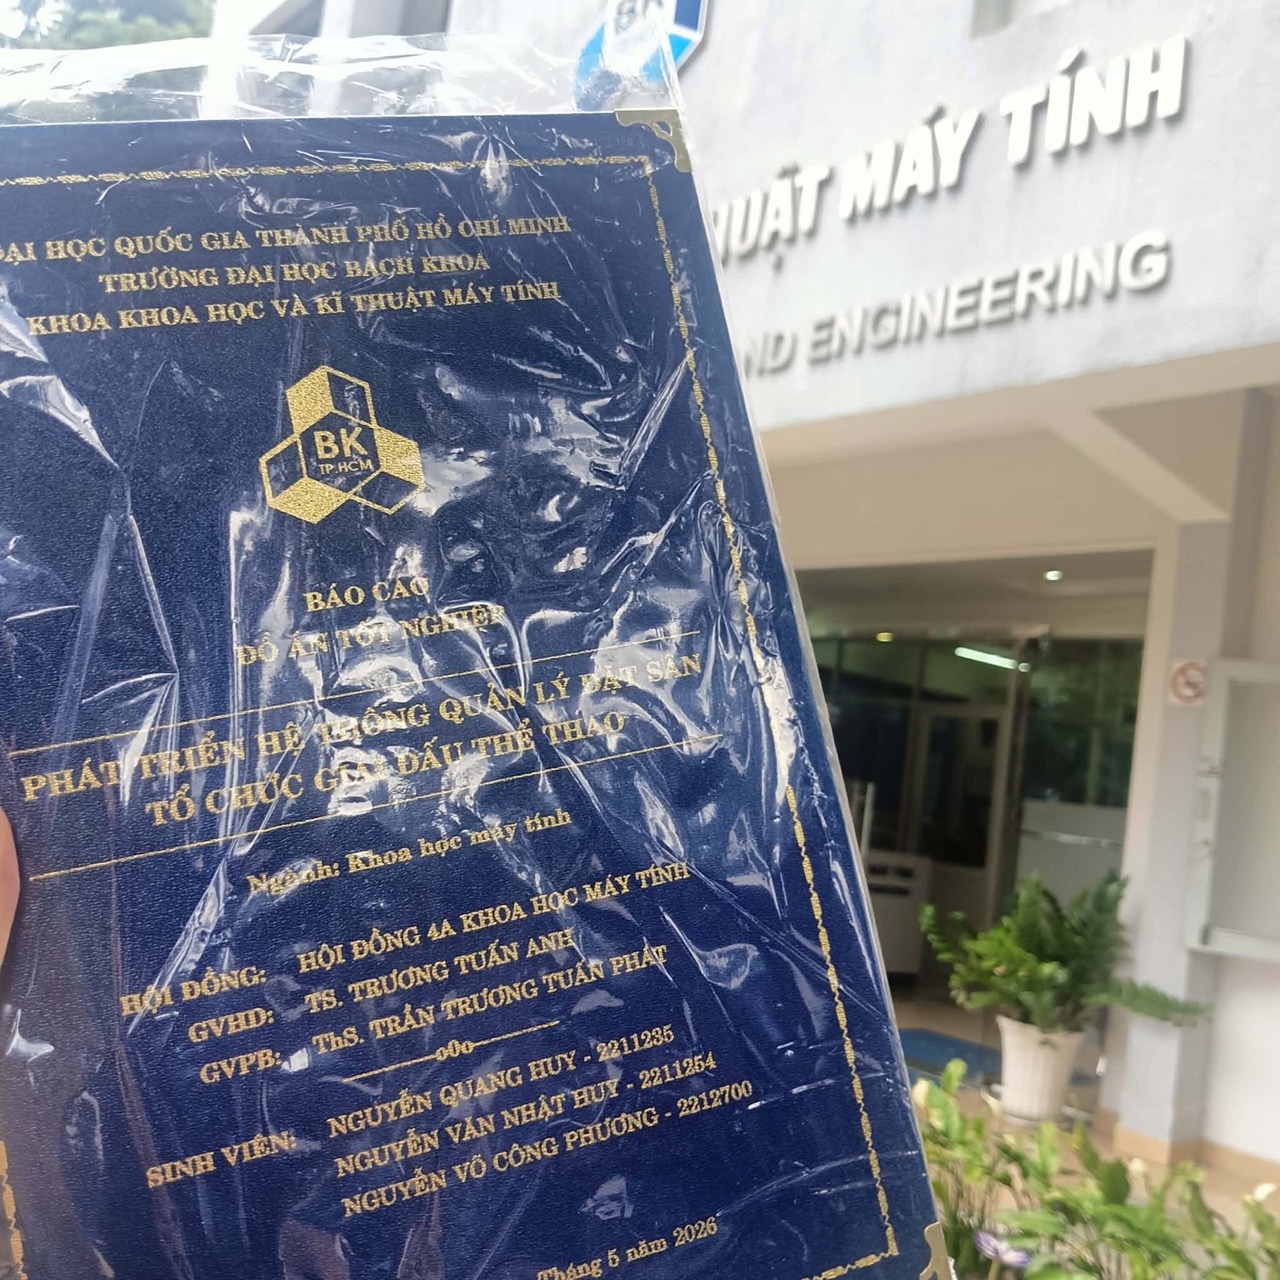 ĐẠI HỌC QUỐC GIA THÀNH PHỐ HỒ CHÍ MINH
TRƯỜNG ĐẠI HỌC BÁCH KHOA
KHOA KHOA HỌC VÀ KĨ THUẬT MÁY TÍNH
BK
TP.HCM
BÁO CÁO
ĐỒ ÁN TỐT NGHIỆP
PHÁT TRIỂN HỆ THỐNG QUẢN LÝ ĐẶT SÂN
TỔ CHỨC GIẢI ĐẤU THỂ THAO
Ngành: Khoa học máy tính
HỘI ĐỒNG: HỘI ĐỒNG 4A KHOA HỌC MÁY TÍNH
GVHD: TS. TRƯƠNG TUẤN ANH
GVPB: ThS. TRẦN TRƯƠNG TUẤN PHÁT
o0o
SINH VIÊN: NGUYỄN QUANG HUY - 2211235
NGUYỄN VĂN NHẬT HUY - 2211254
NGUYỄN VÕ CÔNG PHƯƠNG - 2212700
Tháng 5 năm 2026
BK
HUẬT MÁY TÍNH
ND ENGINEERING